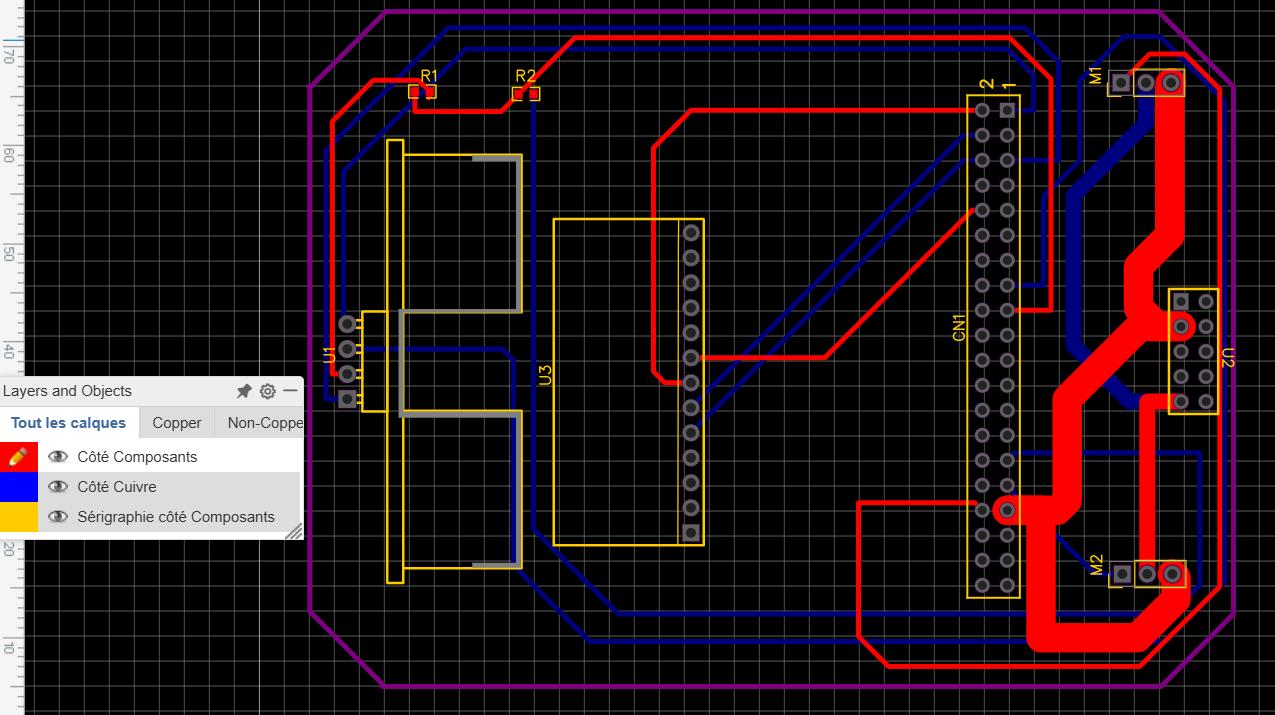 70
60
50
40
20
10
R1
R2
2 1
M1
U1
U3
CN1
U2
M2
Layers and Objects
Tout les calques
Copper
Non-Coppe
Côté Composants
Côté Cuivre
Sérigraphie côté Composants